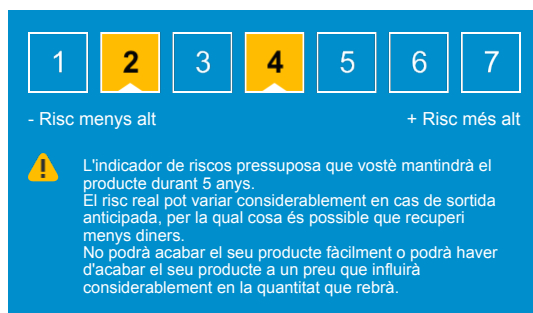 1 2 3 4 5 6 7
- Risc menys alt + Risc més alt
L'indicador de riscos pressuposa que vostè mantindrà el
producte durant 5 anys.
El risc real pot variar considerablement en cas de sortida
anticipada, per la qual cosa és possible que recuperi
menys diners.
No podrà acabar el seu producte fàcilment o podrà haver
d'acabar el seu producte a un preu que influirà
considerablement en la quantitat que rebrà.